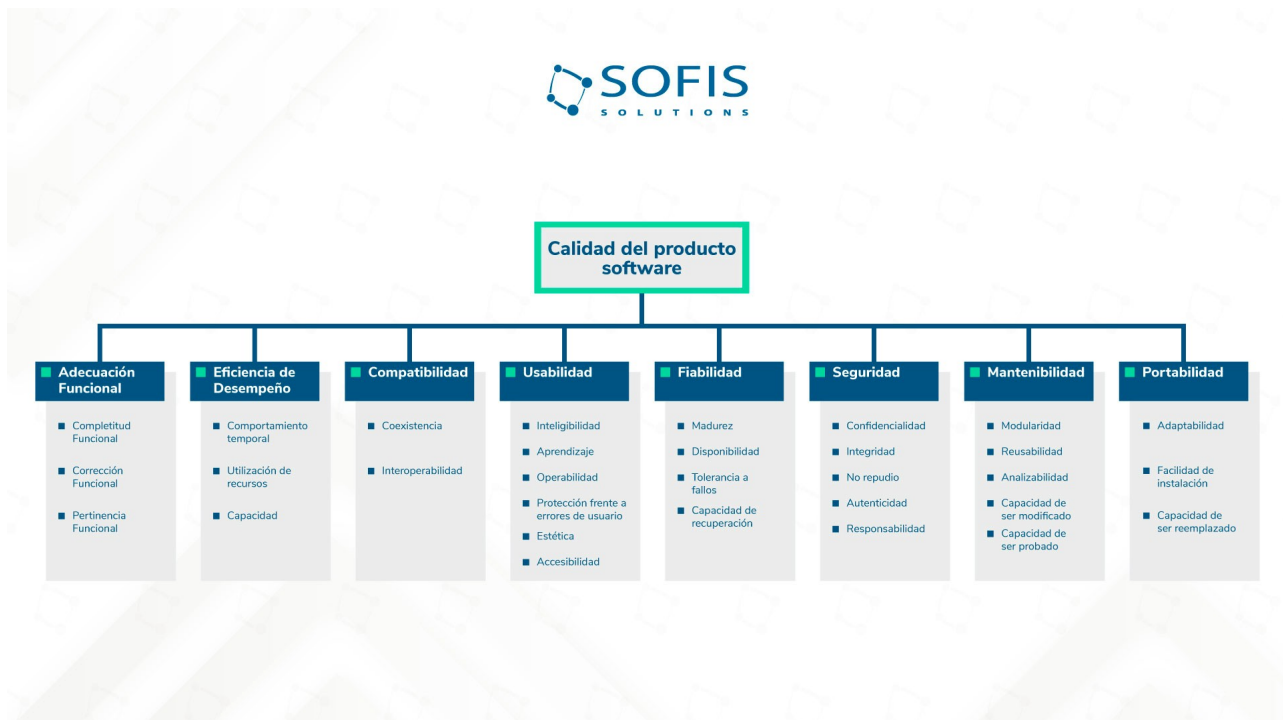 SOFIS
SOLUTIONS
Calidad del producto
software
Adecuación
Funcional
Completitud
Funcional
Corrección
Funcional
Pertinencia
Funcional
Eficiencia de
Desempeño
Comportamiento
temporal
Utilización de
recursos
Capacidad
Compatibilidad
Coexistencia
Interoperabilidad
Usabilidad
Inteligibilidad
Aprendizaje
Operabilidad
Protección frente a
errores de usuario
Estética
Accesibilidad
Fiabilidad
Madurez
Disponibilidad
Tolerancia a
fallos
Capacidad de
recuperación
Seguridad
Confidencialidad
Integridad
No repudio
Autenticidad
Responsabilidad
Mantenibilidad
Modularidad
Reusabilidad
Analizabilidad
Capacidad de
ser modificado
Capacidad de
ser probado
Portabilidad
Adaptabilidad
Facilidad de
instalación
Capacidad de
ser reemplazado